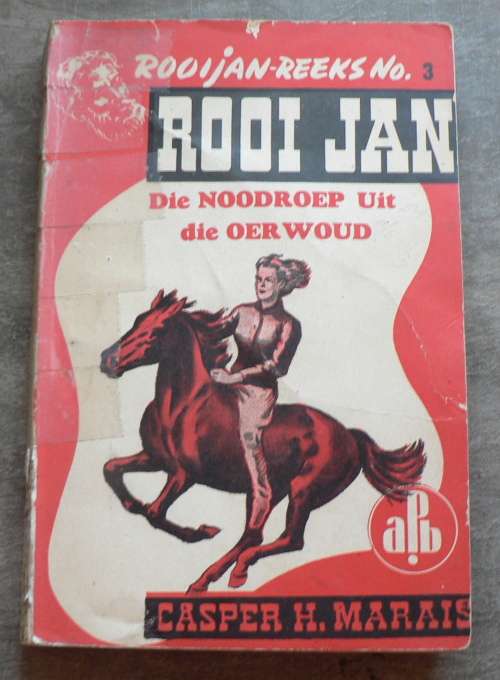 ROOIJAN-REEKS No. 3
ROOI JAN
Die NOODROEP Uit
die OERWOUD
aPb
CASPER H. MARAIS